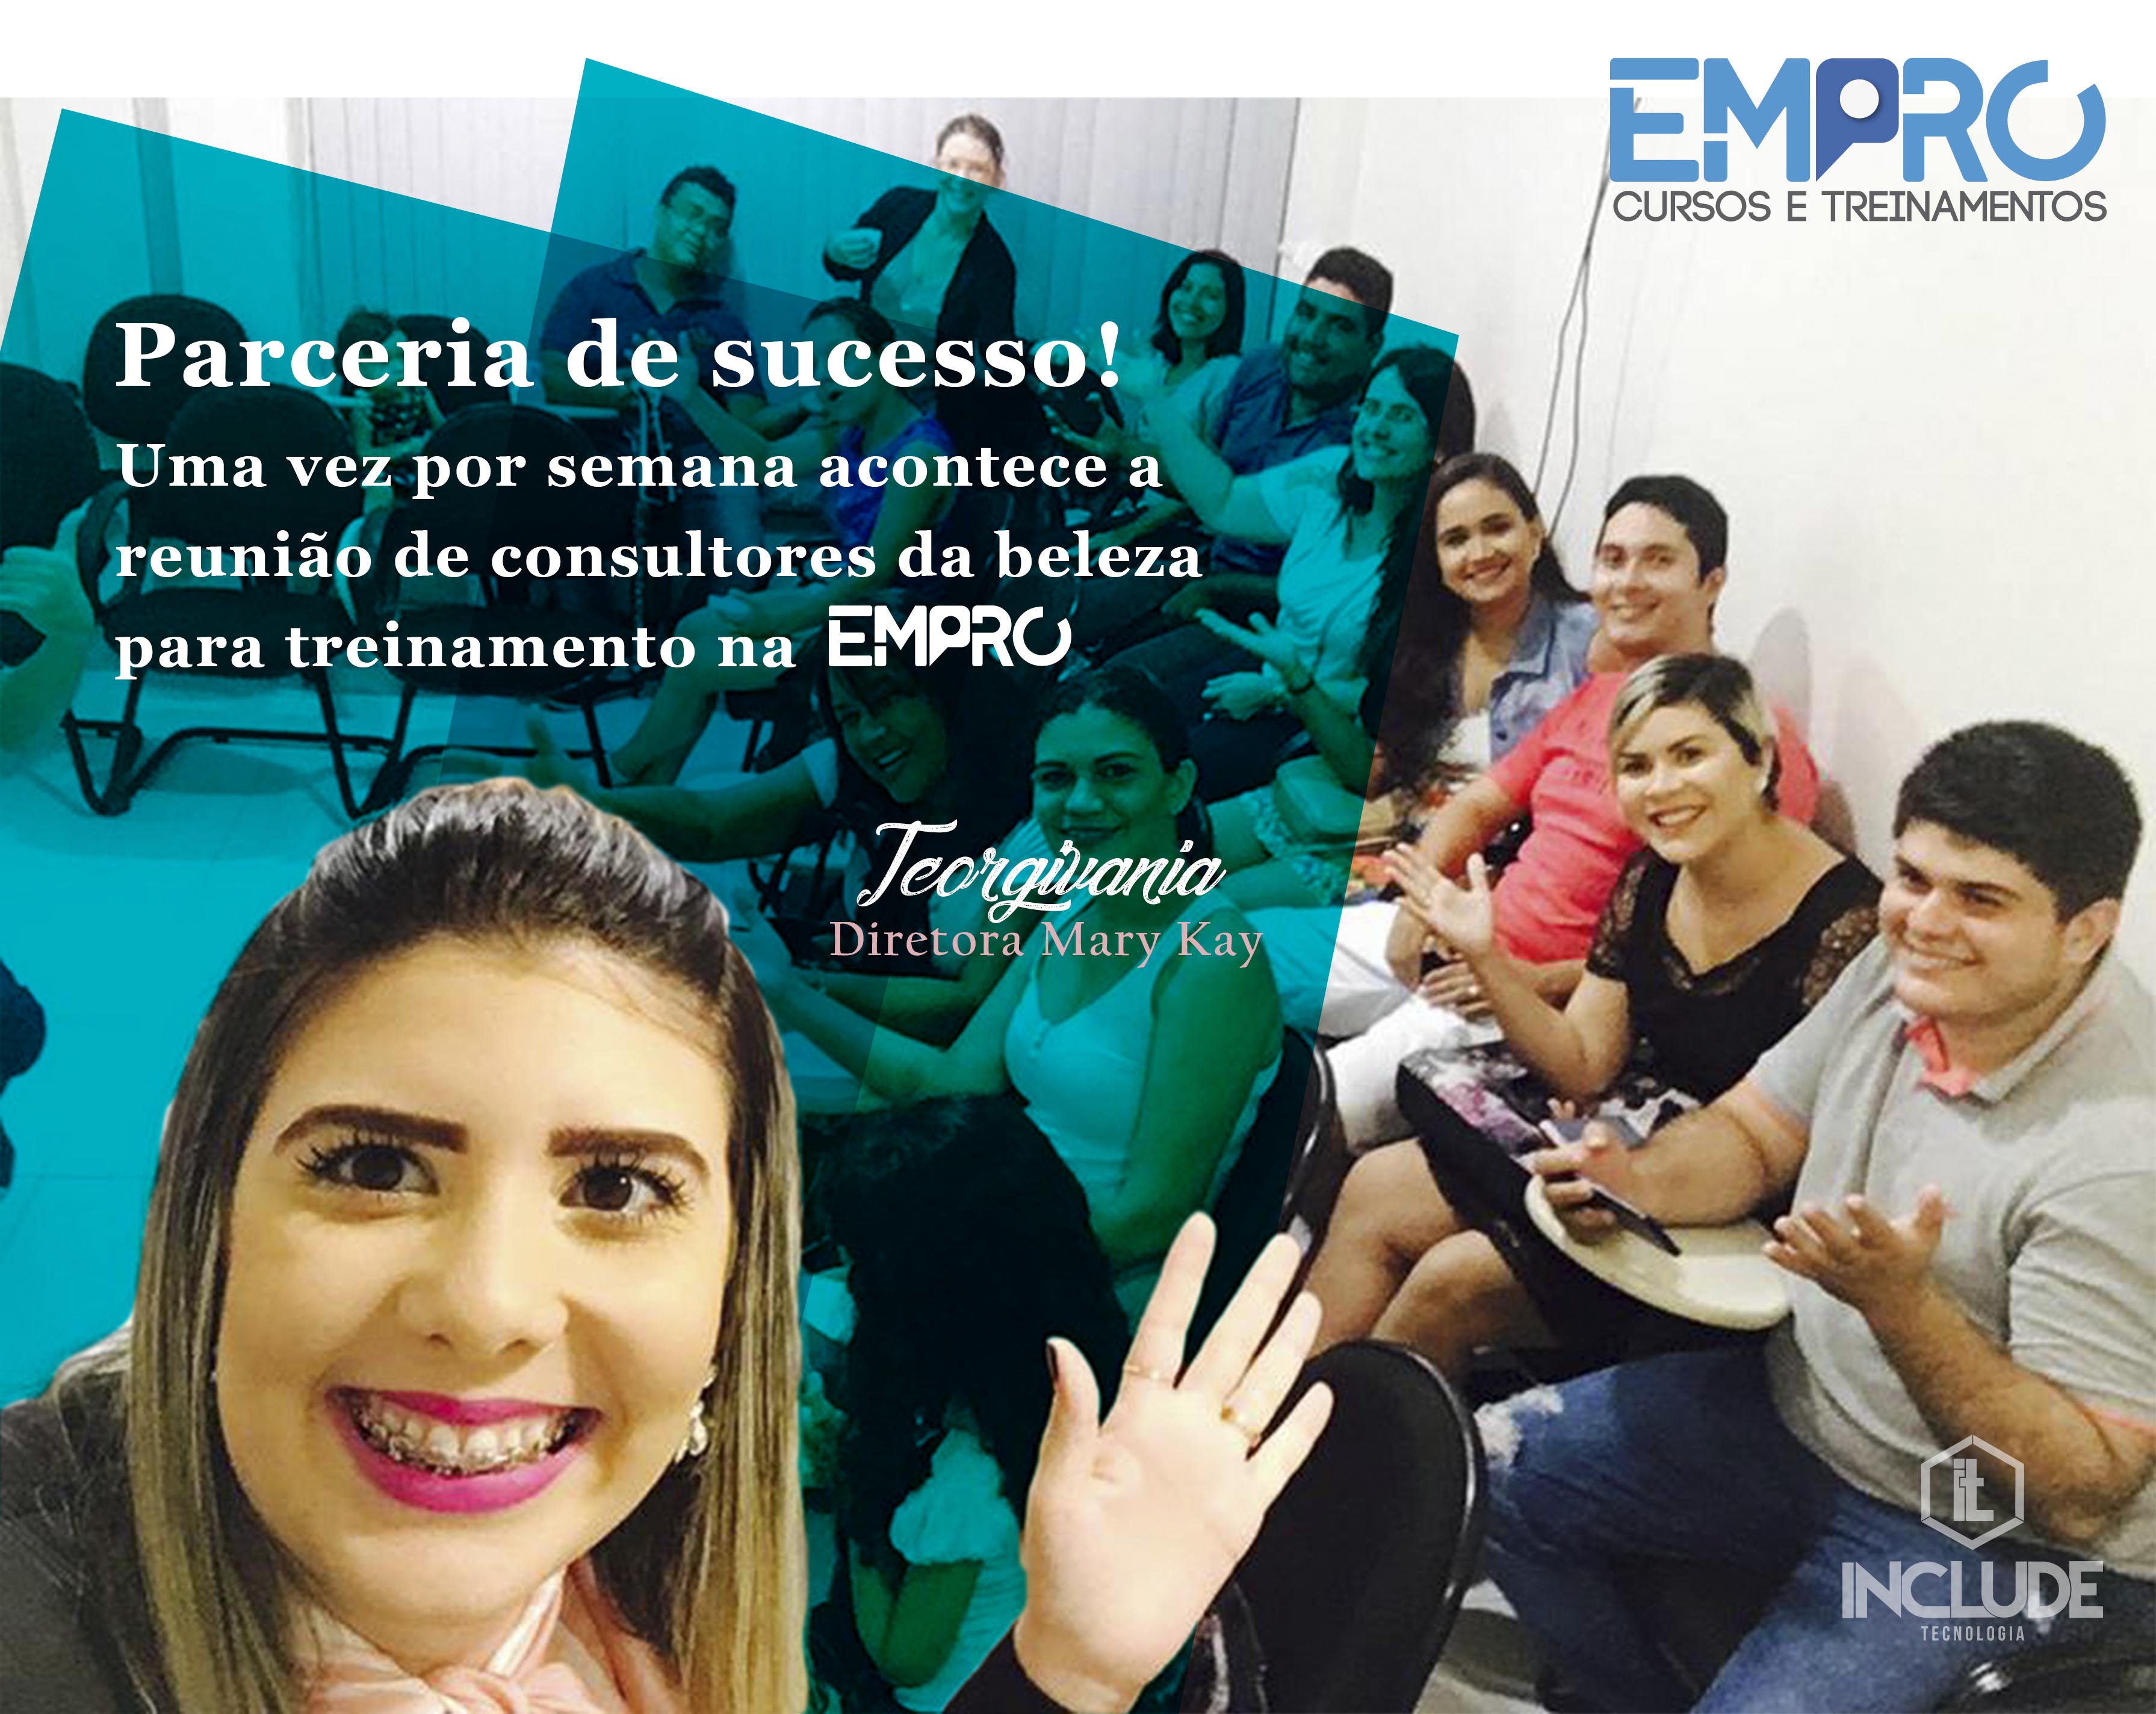 EMPRO
CURSOS E TREINAMENTOS
Parceria de sucesso!
Uma vez por semana acontece a
reunião de consultores da beleza
para treinamento na EMPRO
Teorgivania
Diretora Mary Kay
it
INCLUDE
TECNOLOGIA